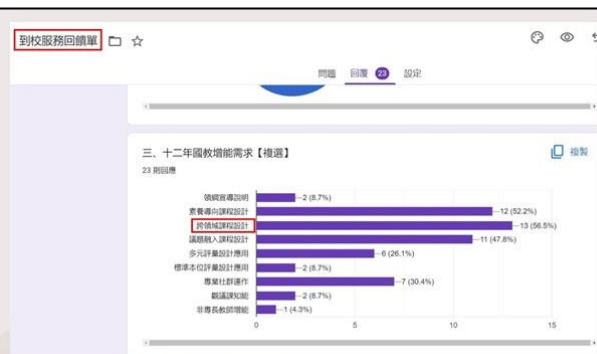 到校服務回饋單
問題 回覆 23 設定
三、十二年國教增能需求【複選】
複製
23 則回應
領綱宣導說明 2 (8.7%)
素養導向課程設計 12 (52.2%)
跨領域課程設計 13 (56.5%)
議題融入課程設計 11 (47.8%)
多元評量設計應用 6 (26.1%)
標準本位評量設計應用 2 (8.7%)
專業社群運作 7 (30.4%)
觀議課知能 2 (8.7%)
非專長教師增能 1 (4.3%)
0 5 10 15